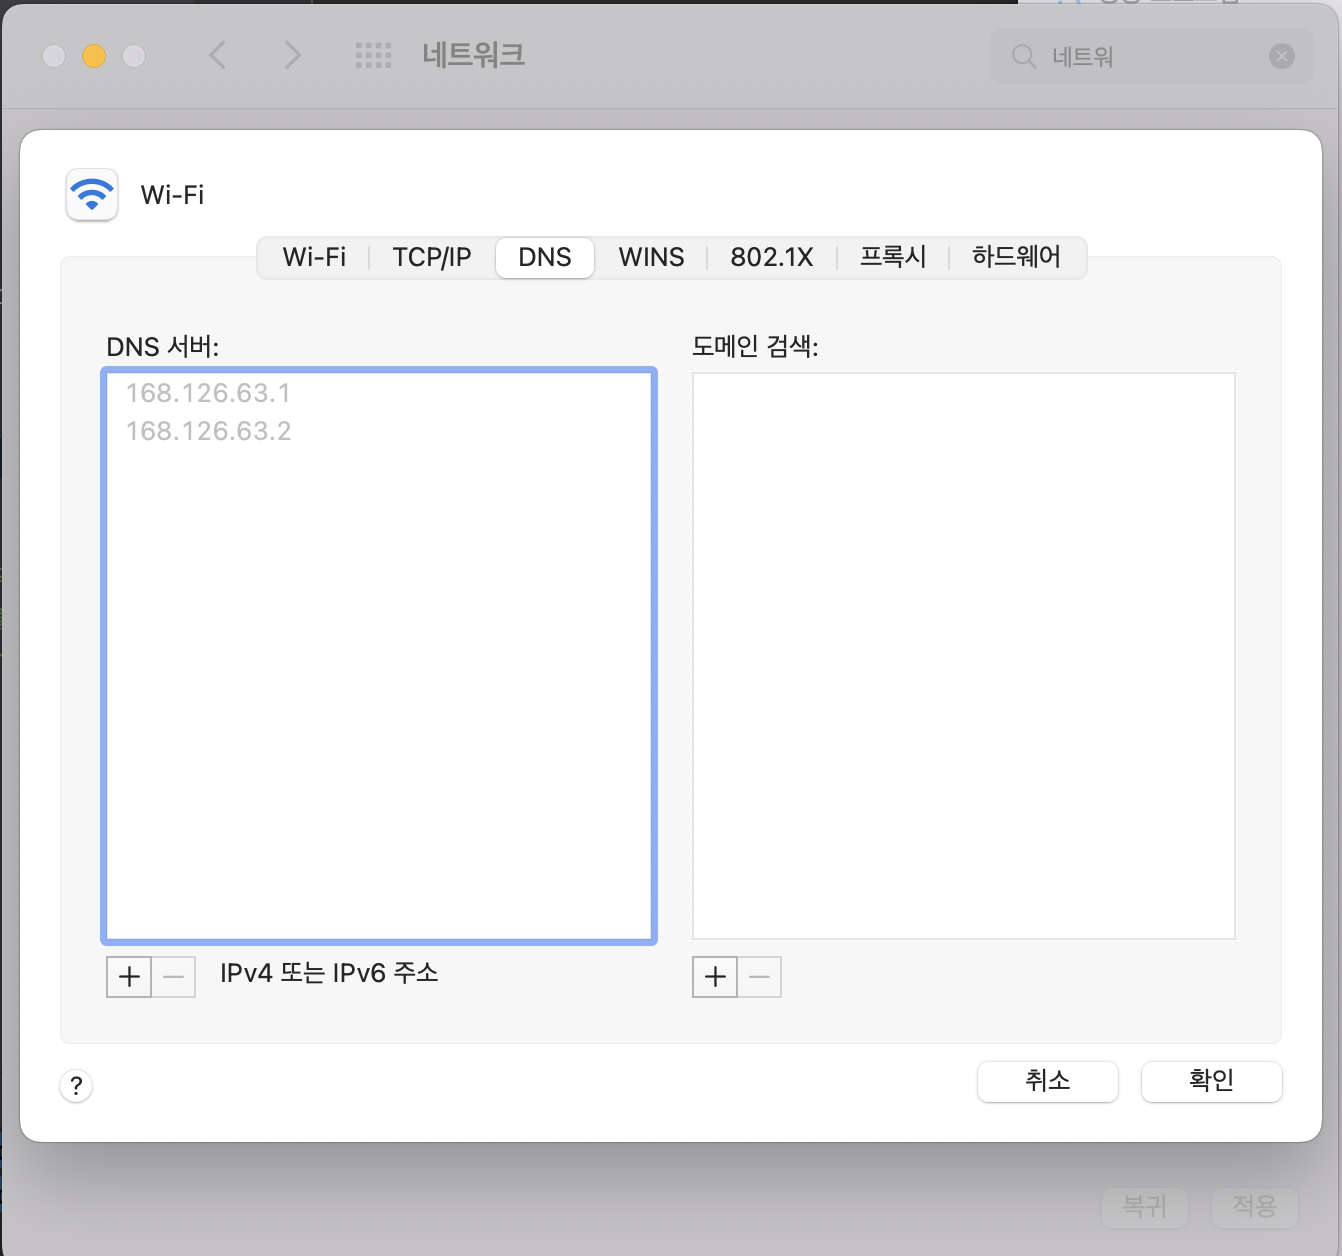 네트워크
네트워
Wi-Fi
Wi-Fi
TCP/IP
DNS
WINS
802.1X
프록시
하드웨어
DNS 서버:
168.126.63.1
168.126.63.2
IPv4 또는 IPv6 주소
도메인 검색:
?
취소
확인
복귀
적용